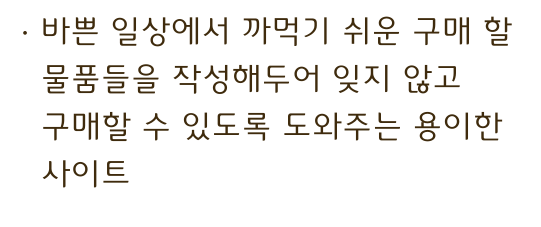 · 바쁜 일상에서 까먹기 쉬운 구매 할
물품들을 작성해두어 잊지 않고
구매할 수 있도록 도와주는 용이한
사이트